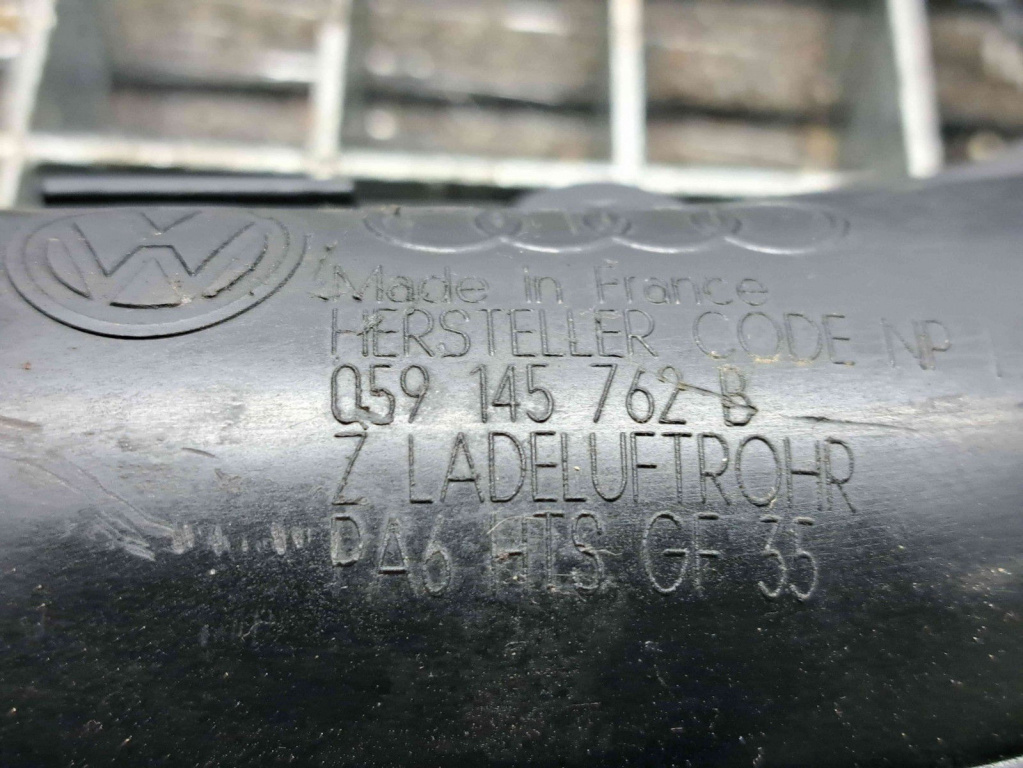 Made in France
HERSTELLER CODE NP
059 145 762 B
Z LADELUFTROHR
PA6 HTS GF 35